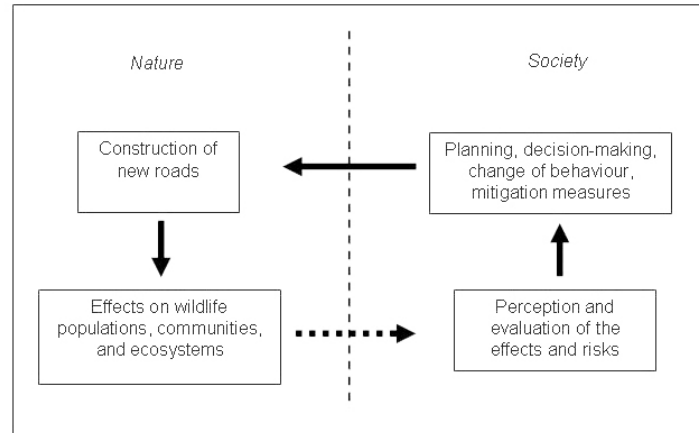 Nature
Society
Construction of
new roads
Planning, decision-making,
change of behaviour,
mitigation measures
Effects on wildlife
populations, communities,
and ecosystems
Perception and
evaluation of the
effects and risks